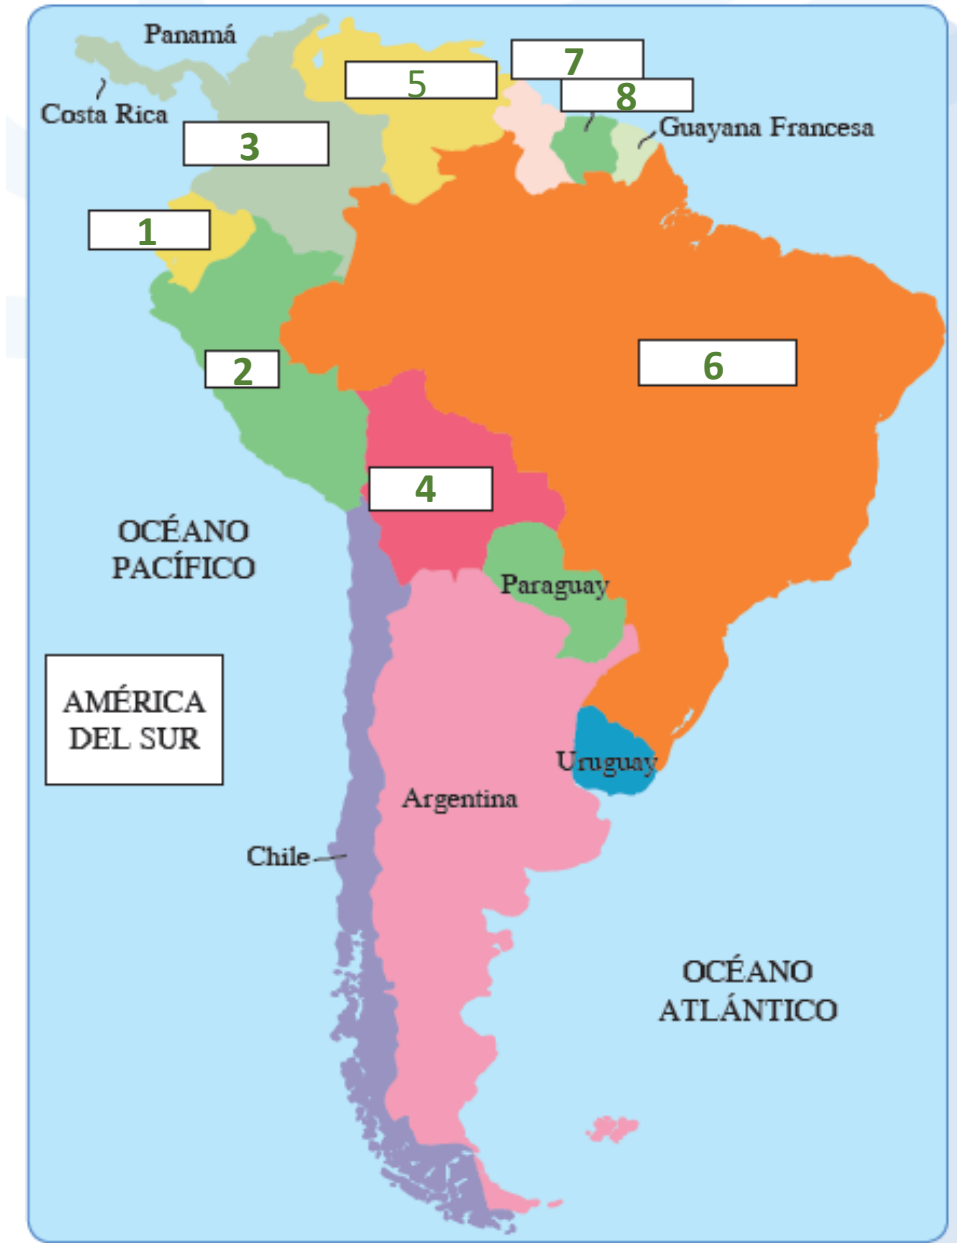 Panamá
5
7
8
Costa Rica
Guayana Francesa
3
1
2
6
4
OCÉANO
PACÍFICO
Paraguay
AMÉRICA
DEL SUR
Uruguay
Argentina
Chile
OCÉANO
ATLÁNTICO